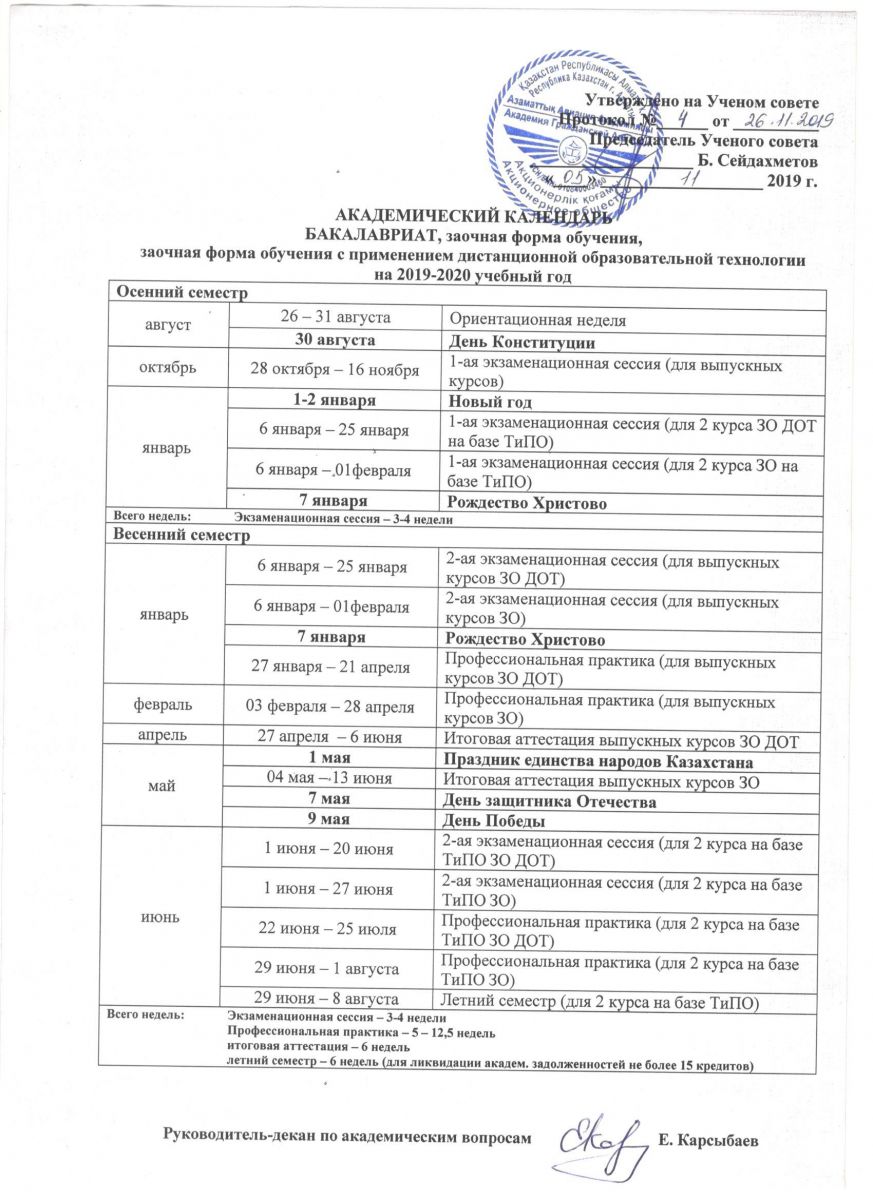 Қазақстан Республикасы
Республика Казахстан г.
Азаматтық Авиация
Академия Гражданской
Акционерлік қоғамы
Акционерное общество
Утверждено на Ученом совете
Протокол № 4 от 26.11.2019
Председатель Ученого совета
Б. Сейдахметов
« 05 » 11 2019 г.
АКАДЕМИЧЕСКИЙ КАЛЕНДАРЬ
БАКАЛАВРИАТ, заочная форма обучения,
заочная форма обучения с применением дистанционной образовательной технологии
на 2019-2020 учебный год
Осенний семестр
август
26 – 31 августа
Ориентационная неделя
30 августа
День Конституции
октябрь
28 октября – 16 ноября
1-ая экзаменационная сессия (для выпускных
курсов)
январь
1-2 января
Новый год
6 января – 25 января
1-ая экзаменационная сессия (для 2 курса ЗО ДОТ
на базе ТиПО)
6 января – 01февраля
1-ая экзаменационная сессия (для 2 курса ЗО на
базе ТиПО)
7 января
Рождество Христово
Всего недель: Экзаменационная сессия – 3-4 недели
Весенний семестр
январь
6 января – 25 января
2-ая экзаменационная сессия (для выпускных
курсов ЗО ДОТ)
6 января – 01февраля
2-ая экзаменационная сессия (для выпускных
курсов ЗО)
7 января
Рождество Христово
27 января – 21 апреля
Профессиональная практика (для выпускных
курсов ЗО ДОТ)
февраль
03 февраля – 28 апреля
Профессиональная практика (для выпускных
курсов ЗО)
апрель
27 апреля – 6 июня
Итоговая аттестация выпускных курсов ЗО ДОТ
май
1 мая
Праздник единства народов Казахстана
04 мая – 13 июня
Итоговая аттестация выпускных курсов ЗО
7 мая
День защитника Отечества
9 мая
День Победы
июнь
1 июня – 20 июня
2-ая экзаменационная сессия (для 2 курса на базе
ТиПО ЗО ДОТ)
1 июня – 27 июня
2-ая экзаменационная сессия (для 2 курса на базе
ТиПО ЗО)
22 июня – 25 июля
Профессиональная практика (для 2 курса на базе
ТиПО ЗО ДОТ)
29 июня – 1 августа
Профессиональная практика (для 2 курса на базе
ТиПО ЗО)
29 июня – 8 августа
Летний семестр (для 2 курса на базе ТиПО)
Всего недель: Экзаменационная сессия – 3-4 недели
Профессиональная практика – 5 – 12,5 недель
итоговая аттестация – 6 недель
летний семестр – 6 недель (для ликвидации академ. задолженностей не более 15 кредитов)
Руководитель-декан по академическим вопросам Е. Карсыбаев